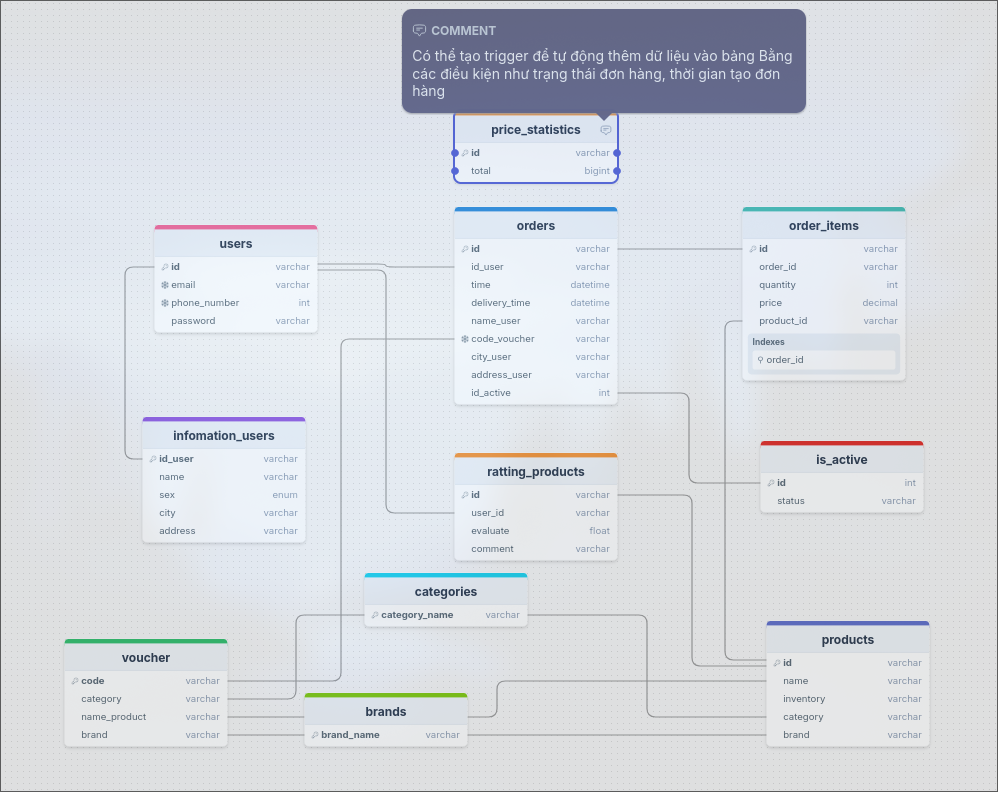 COMMENT
Có thể tạo trigger để tự động thêm dữ liệu vào bảng Bằng
các điều kiện như trạng thái đơn hàng, thời gian tạo đơn
hàng
price_statistics
id varchar
total bigint
users
id varchar
email varchar
phone_number int
password varchar
orders
id varchar
id_user varchar
time datetime
delivery_time datetime
name_user varchar
code_voucher varchar
city_user varchar
address_user varchar
id_active int
order_items
id varchar
order_id varchar
quantity int
price decimal
product_id varchar
Indexes
order_id
infomation_users
id_user varchar
name varchar
sex enum
city varchar
address varchar
ratting_products
id varchar
user_id varchar
evaluate float
comment varchar
is_active
id int
status varchar
categories
category_name varchar
voucher
code varchar
category varchar
name_product varchar
brand varchar
brands
brand_name varchar
products
id varchar
name varchar
inventory varchar
category varchar
brand varchar